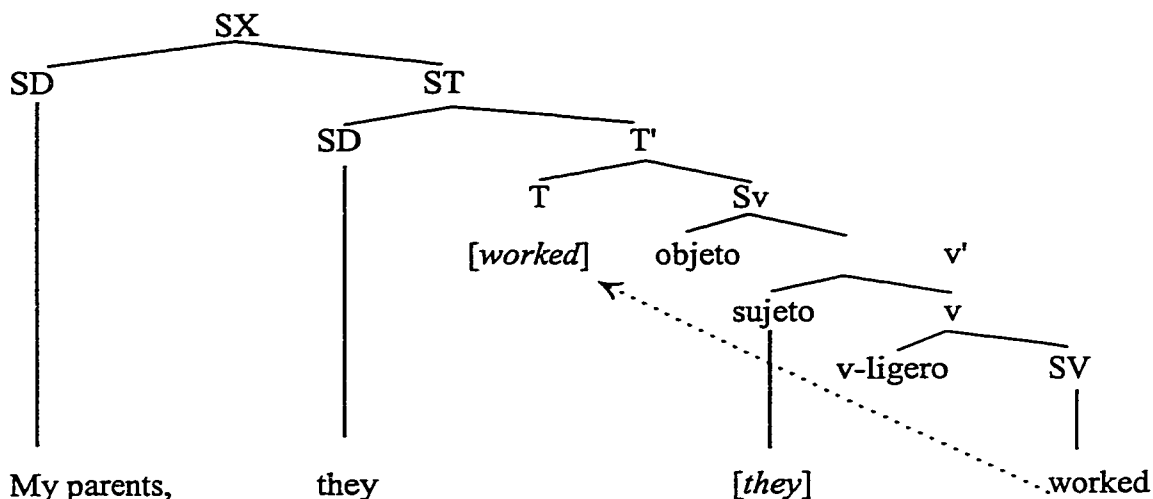 SX
SD ST
SD T'
T Sv
[worked] objeto v'
sujeto v
v-ligero SV
My parents, they [they] worked